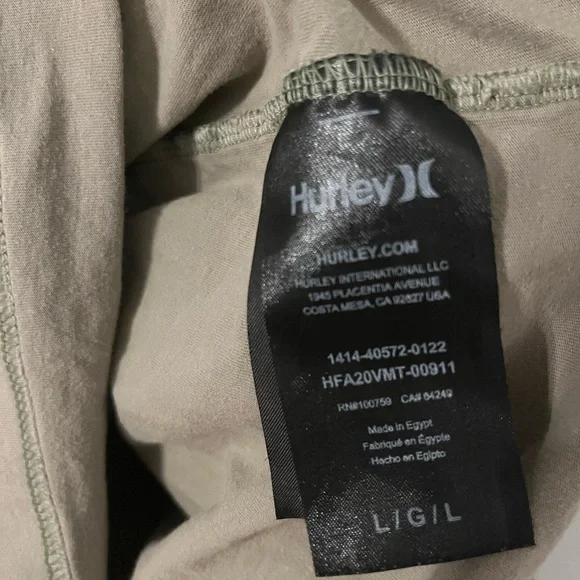 Hurley
HURLEY.COM
HURLEY INTERNATIONAL LLC
1945 PLACENTIA AVENUE
COSTA MESA, CA 92627 USA
1414-40572-0122
HFA20VMT-00911
RN#100759 CA# 64249
Made in Egypt
Fabriqué en Égypte
Hecho en Egipto
L/G/L